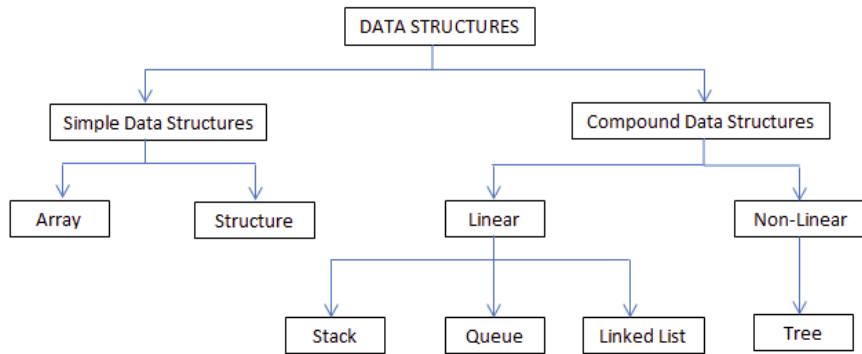 DATA STRUCTURES
Simple Data Structures
Compound Data Structures
Array
Structure
Linear
Non-Linear
Stack
Queue
Linked List
Tree